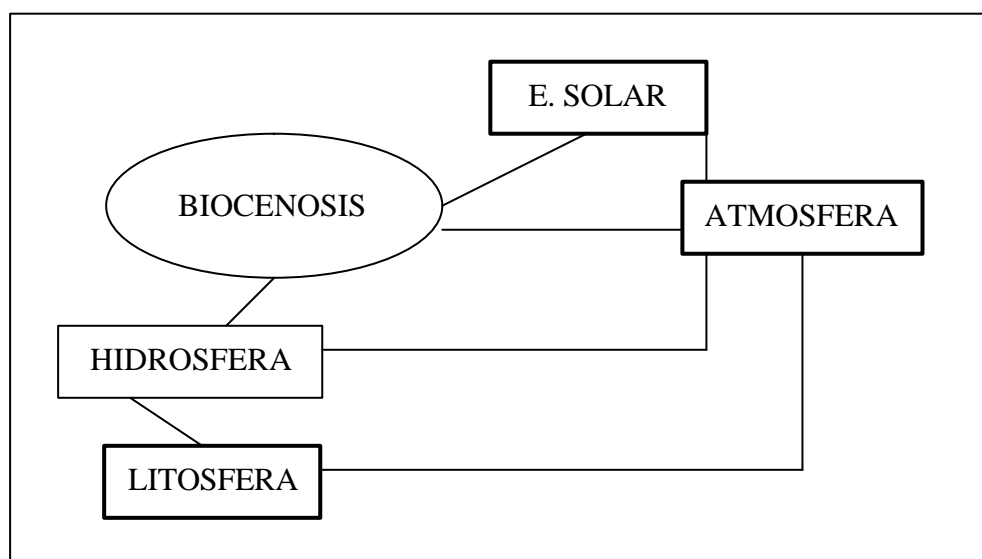 E. SOLAR
BIOCENOSIS
ATMOSFERA
HIDROSFERA
LITOSFERA